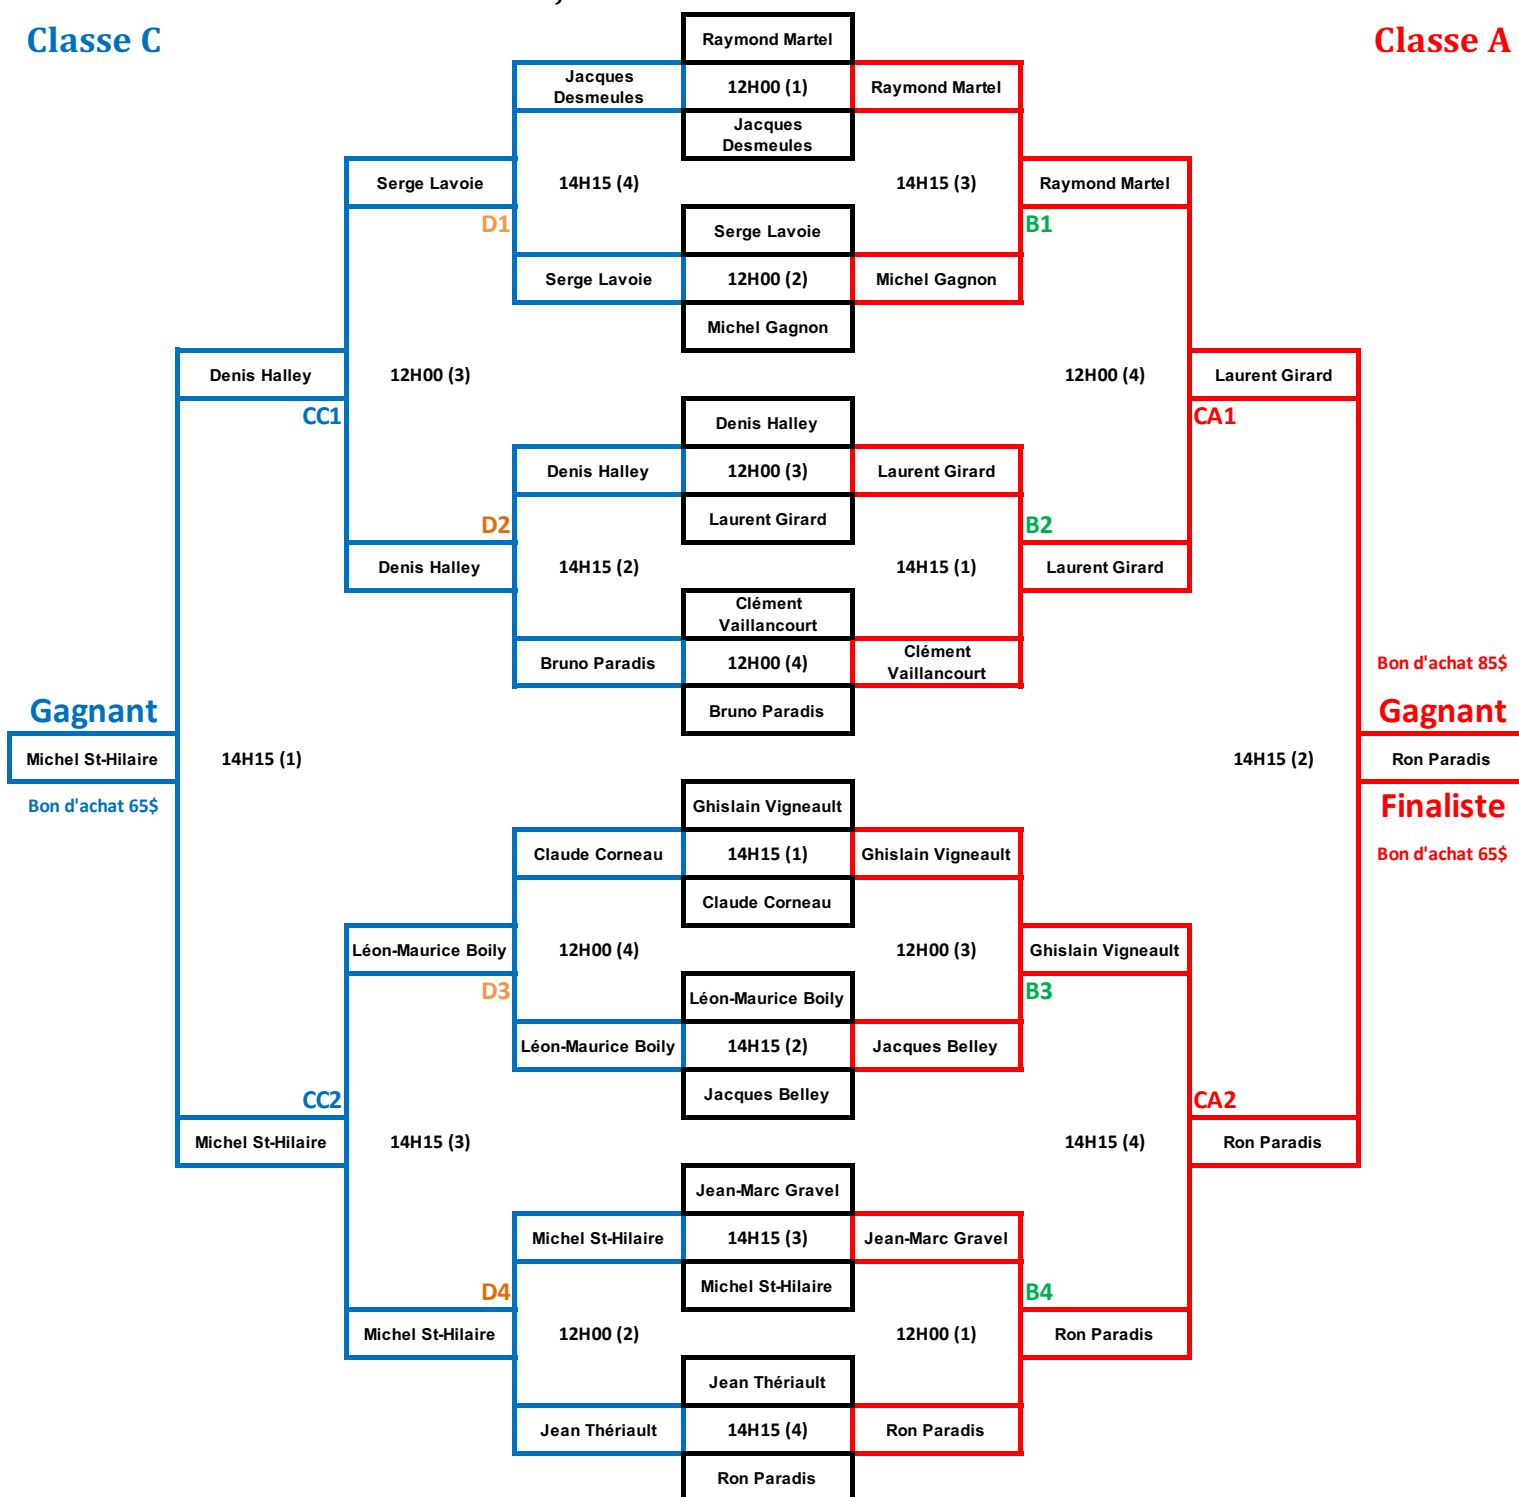 Classe C
Classe A
Raymond Martel
Jacques
Desmeules
12H00 (1)
Raymond Martel
Jacques
Desmeules
Serge Lavoie
14H15 (4)
14H15 (3)
Raymond Martel
D1
Serge Lavoie
B1
Serge Lavoie
12H00 (2)
Michel Gagnon
Michel Gagnon
Denis Halley
12H00 (3)
12H00 (4)
Laurent Girard
CC1
Denis Halley
CA1
Denis Halley
12H00 (3)
Laurent Girard
D2
Laurent Girard
B2
Denis Halley
14H15 (2)
14H15 (1)
Laurent Girard
Clément
Vaillancourt
Bruno Paradis
12H00 (4)
Clément
Vaillancourt
Bon d'achat 85$
Gagnant
Bruno Paradis
Gagnant
Michel St-Hilaire
14H15 (1)
14H15 (2)
Ron Paradis
Bon d'achat 65$
Ghislain Vigneault
Finaliste
Claude Corneau
14H15 (1)
Ghislain Vigneault
Bon d'achat 65$
Claude Corneau
Léon-Maurice Boily
12H00 (4)
12H00 (3)
Ghislain Vigneault
D3
Léon-Maurice Boily
B3
Léon-Maurice Boily
14H15 (2)
Jacques Belley
CC2
Jacques Belley
CA2
Michel St-Hilaire
14H15 (3)
14H15 (4)
Ron Paradis
Jean-Marc Gravel
Michel St-Hilaire
14H15 (3)
Jean-Marc Gravel
D4
Michel St-Hilaire
B4
Michel St-Hilaire
12H00 (2)
12H00 (1)
Ron Paradis
Jean Thériault
Jean Thériault
14H15 (4)
Ron Paradis
Ron Paradis